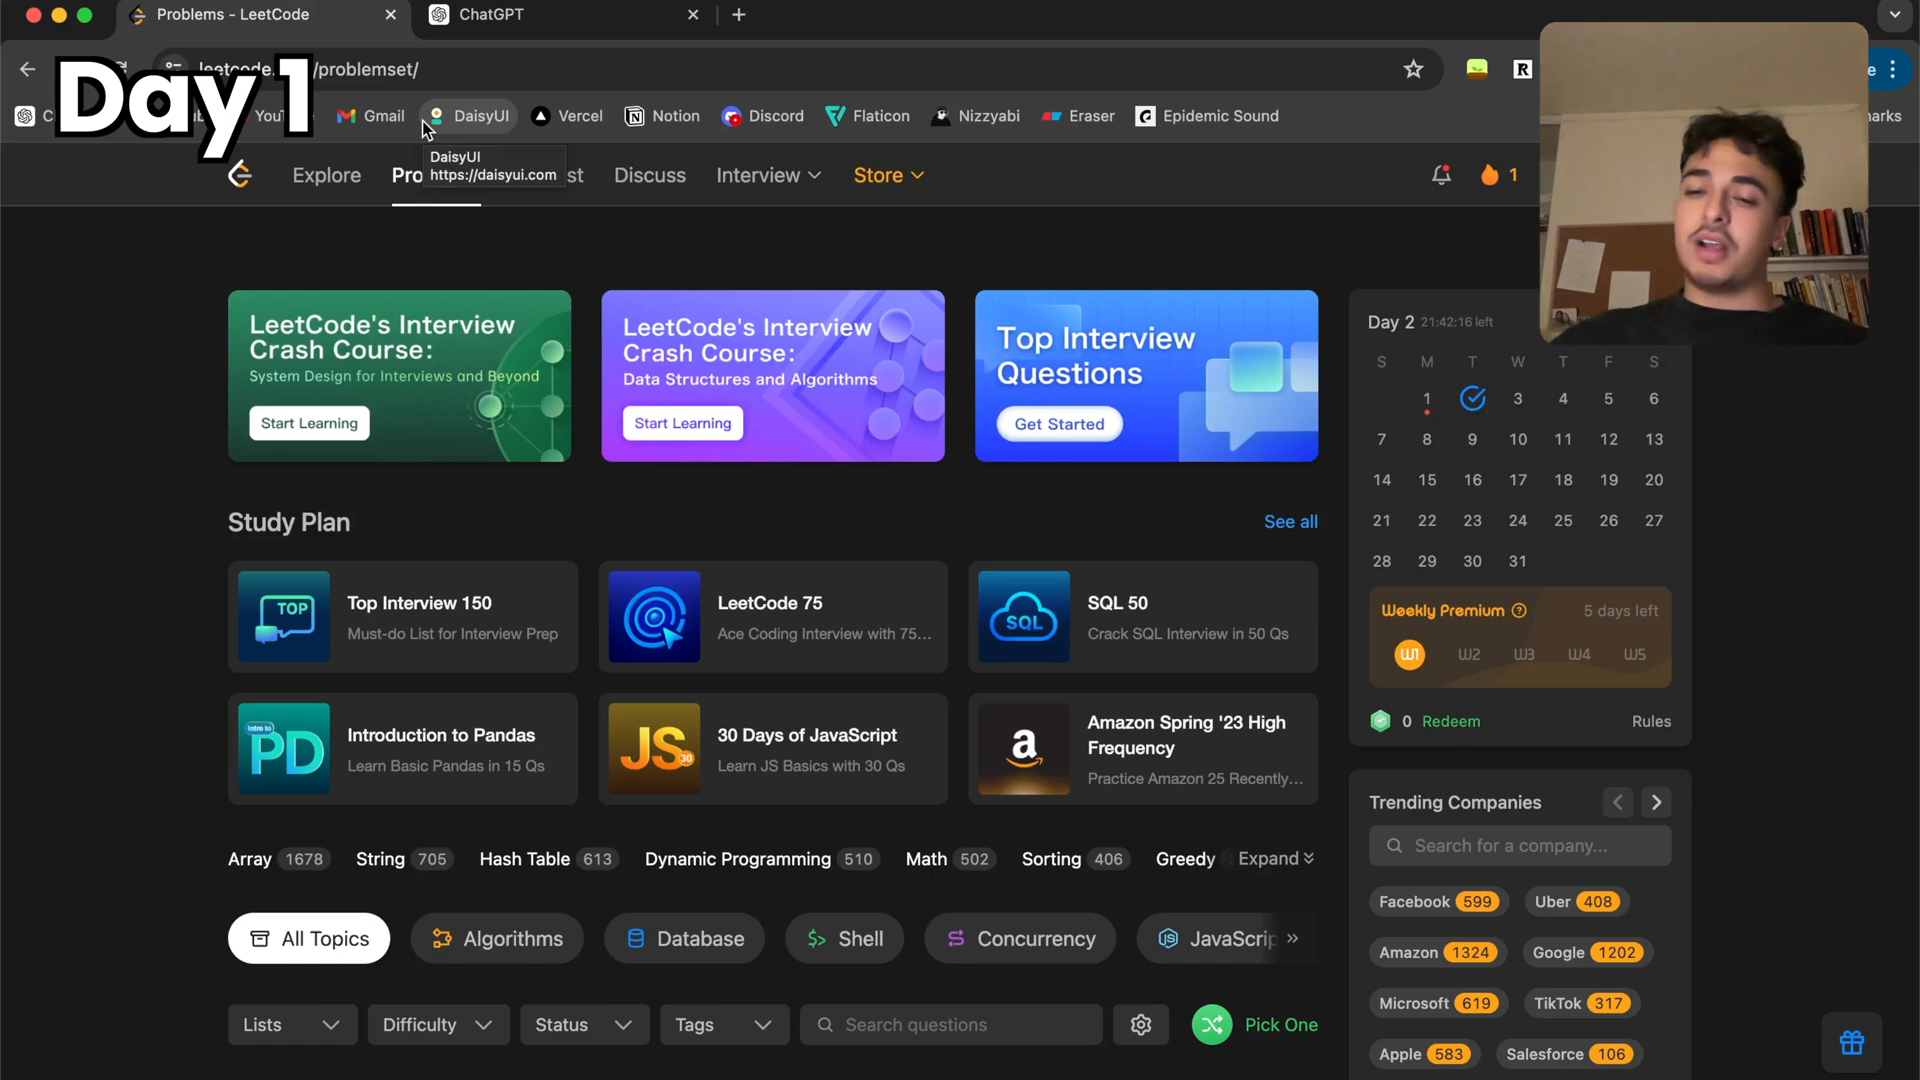 Problems - LeetCode
ChatGPT
Day 1
leetcode. /problemset/
Gmail
DaisyUI
Vercel
Notion
Discord
Flaticon
Nizzyabi
Eraser
Epidemic Sound
DaisyUI
https://daisyui.com
Explore
Discuss
Interview
Store
1
LeetCode's Interview
Crash Course:
System Design for Interviews and Beyond
Start Learning
LeetCode's Interview
Crash Course:
Data Structures and Algorithms
Start Learning
Top Interview
Questions
Get Started
Day 2 21:42:16 left
S M T W T F S
1 3 4 5 6
7 8 9 10 11 12 13
14 15 16 17 18 19 20
21 22 23 24 25 26 27
28 29 30 31
Weekly Premium ? 5 days left
W1 W2 W3 W4 W5
0 Redeem Rules
Study Plan
See all
TOP
Top Interview 150
Must-do List for Interview Prep
LeetCode 75
Ace Coding Interview with 75...
SQL
SQL 50
Crack SQL Interview in 50 Qs
Intro to
PD
Introduction to Pandas
Learn Basic Pandas in 15 Qs
JS 30
30 Days of JavaScript
Learn JS Basics with 30 Qs
a
Amazon Spring '23 High
Frequency
Practice Amazon 25 Recently...
Array 1678 String 705 Hash Table 613 Dynamic Programming 510 Math 502 Sorting 406 Greedy Expand
All Topics Algorithms Database Shell Concurrency JavaScrip
Lists Difficulty Status Tags Search questions Pick One
Trending Companies
Search for a company...
Facebook 599 Uber 408
Amazon 1324 Google 1202
Microsoft 619 TikTok 317
Apple 583 Salesforce 106